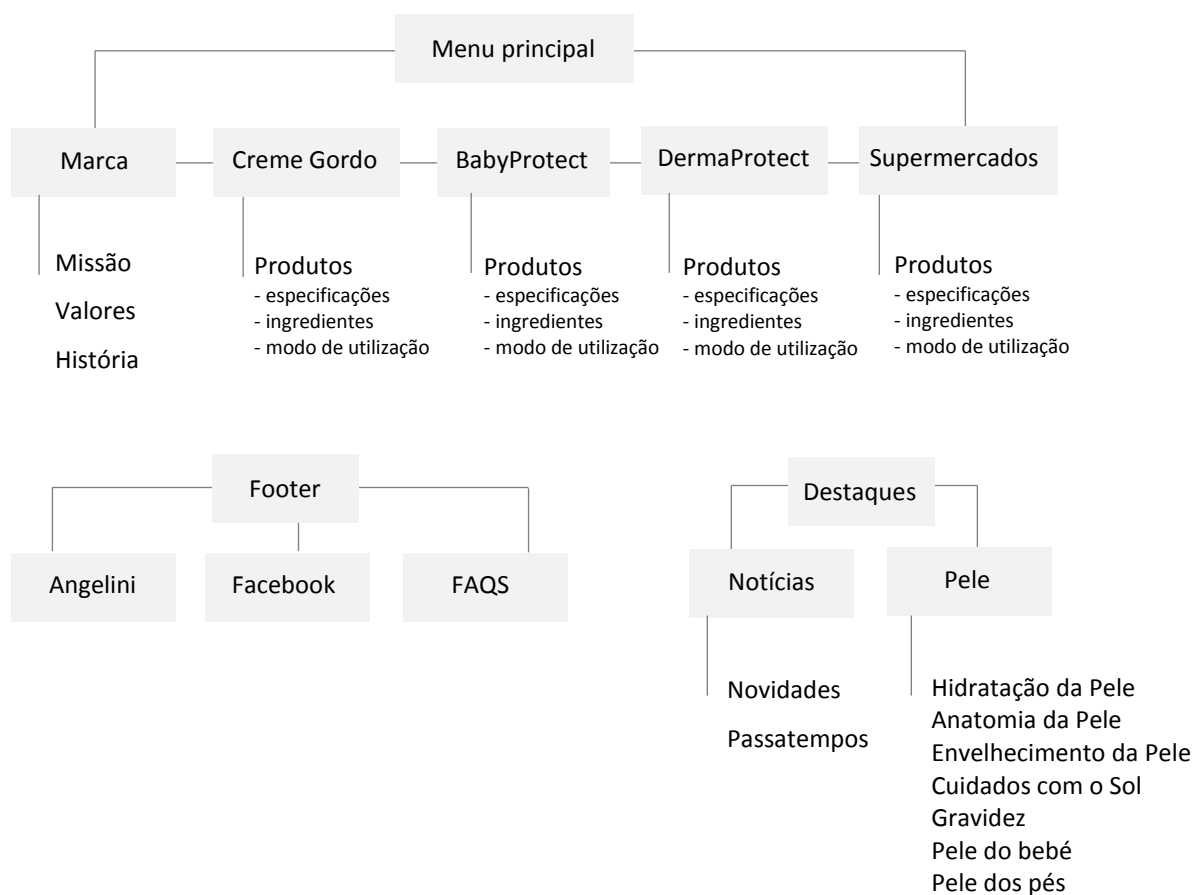 Menu principal
Marca
Creme Gordo
BabyProtect
DermaProtect
Supermercados
Missão
Valores
História
Produtos
- especificações
- ingredientes
- modo de utilização
Produtos
- especificações
- ingredientes
- modo de utilização
Produtos
- especificações
- ingredientes
- modo de utilização
Produtos
- especificações
- ingredientes
- modo de utilização
Footer
Angelini
Facebook
FAQS
Destaques
Notícias
Pele
Novidades
Passatempos
Hidratação da Pele
Anatomia da Pele
Envelhecimento da Pele
Cuidados com o Sol
Gravidez
Pele do bebé
Pele dos pés